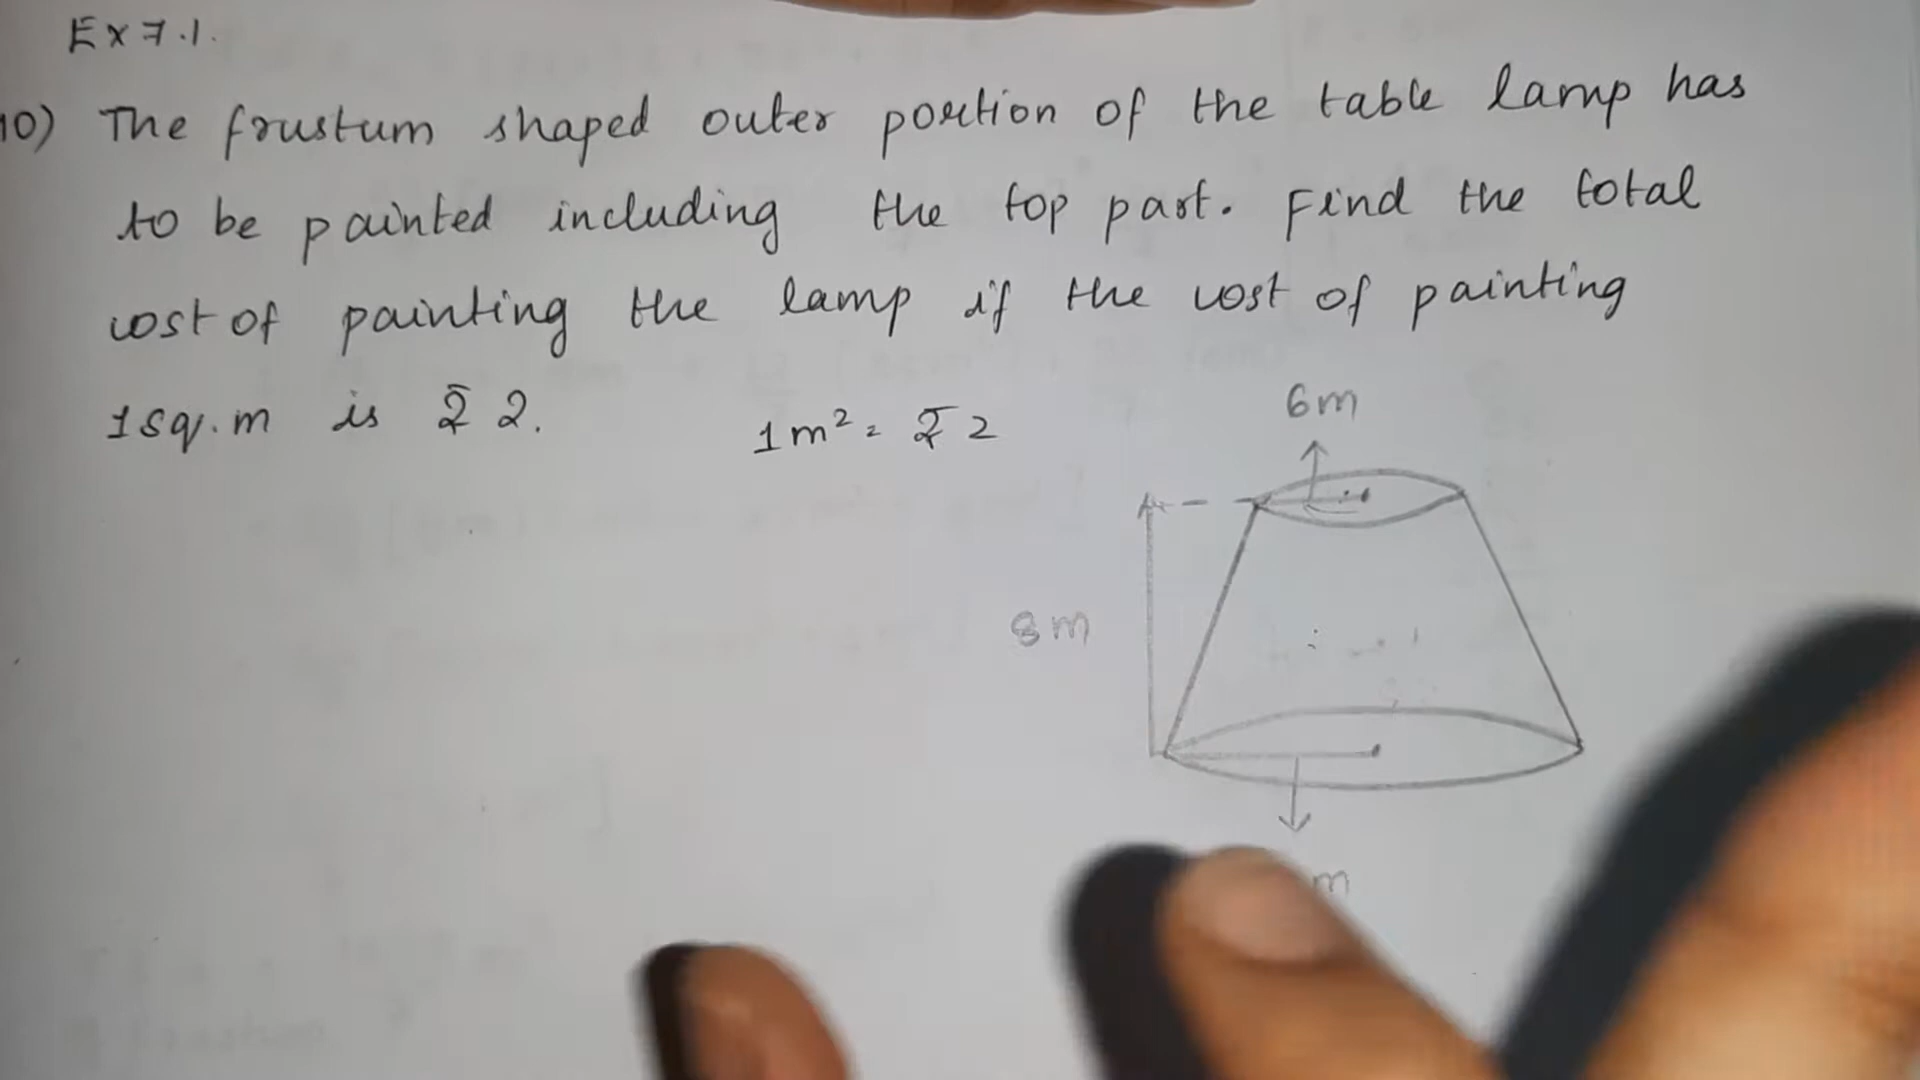 Ex 7.1.
10) The frustum shaped outer portion of the table lamp has
to be painted including the top part. Find the total
cost of painting the lamp if the cost of painting
1 sq. m is ₹ 2.
1m² = ₹ 2
6m
8m
m